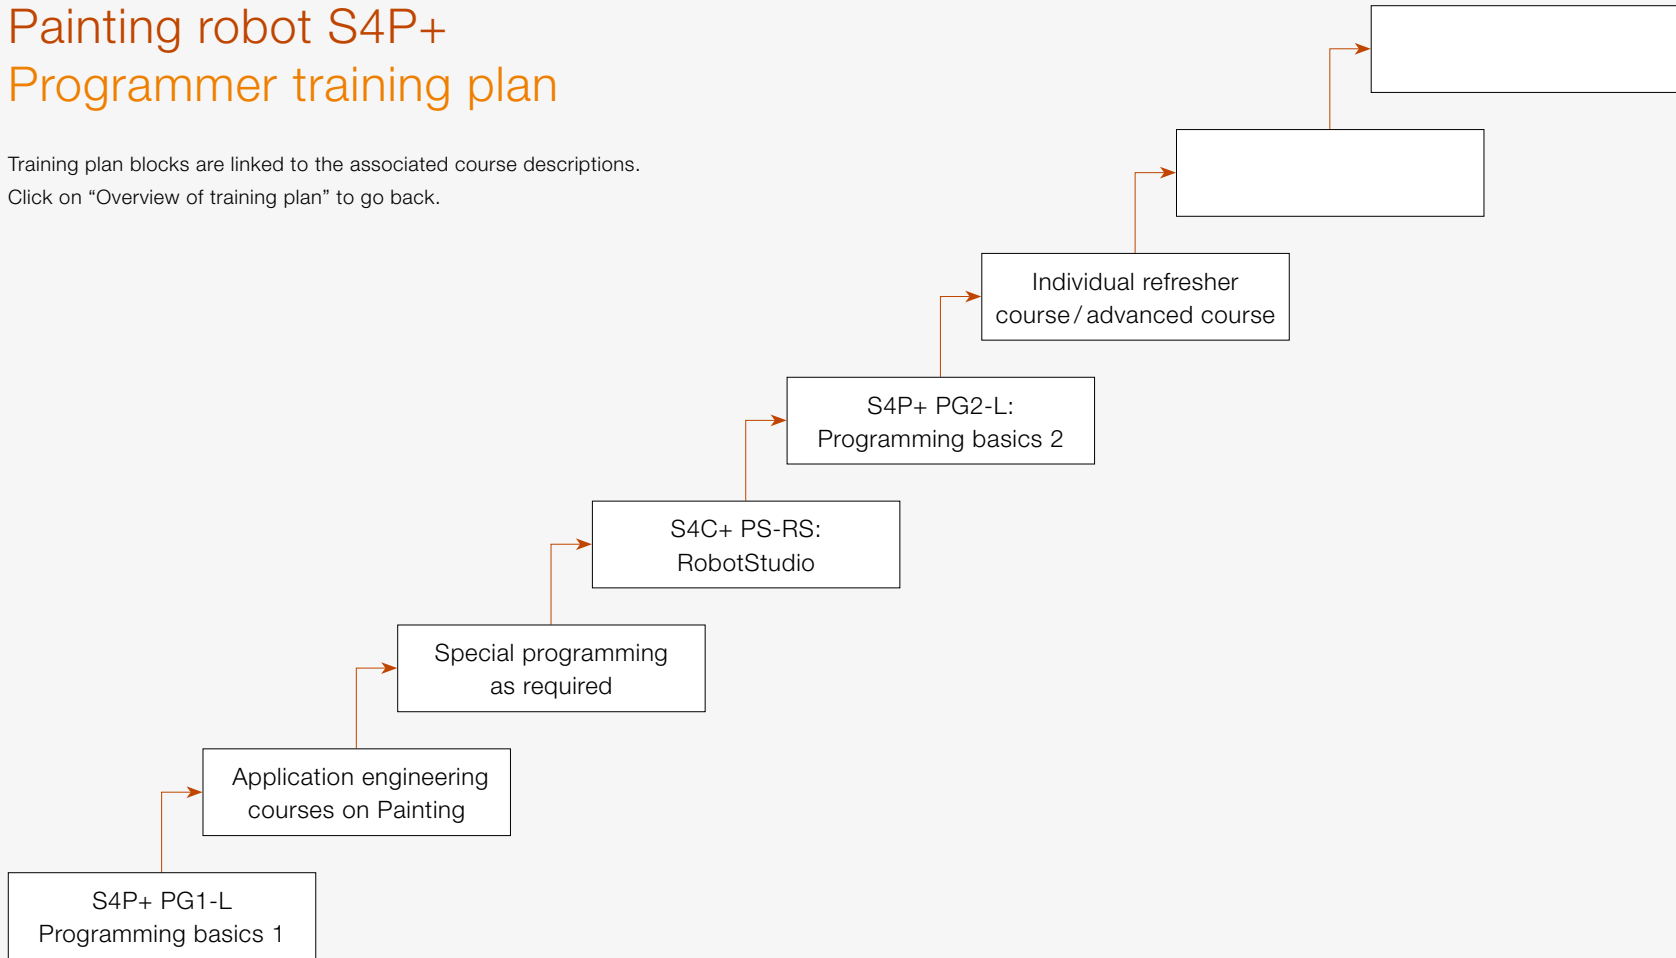 Painting robot S4P+
Programmer training plan
Training plan blocks are linked to the associated course descriptions.
Click on “Overview of training plan” to go back.
Individual refresher
course / advanced course
S4P+ PG2-L:
Programming basics 2
S4C+ PS-RS:
RobotStudio
Special programming
as required
Application engineering
courses on Painting
S4P+ PG1-L
Programming basics 1